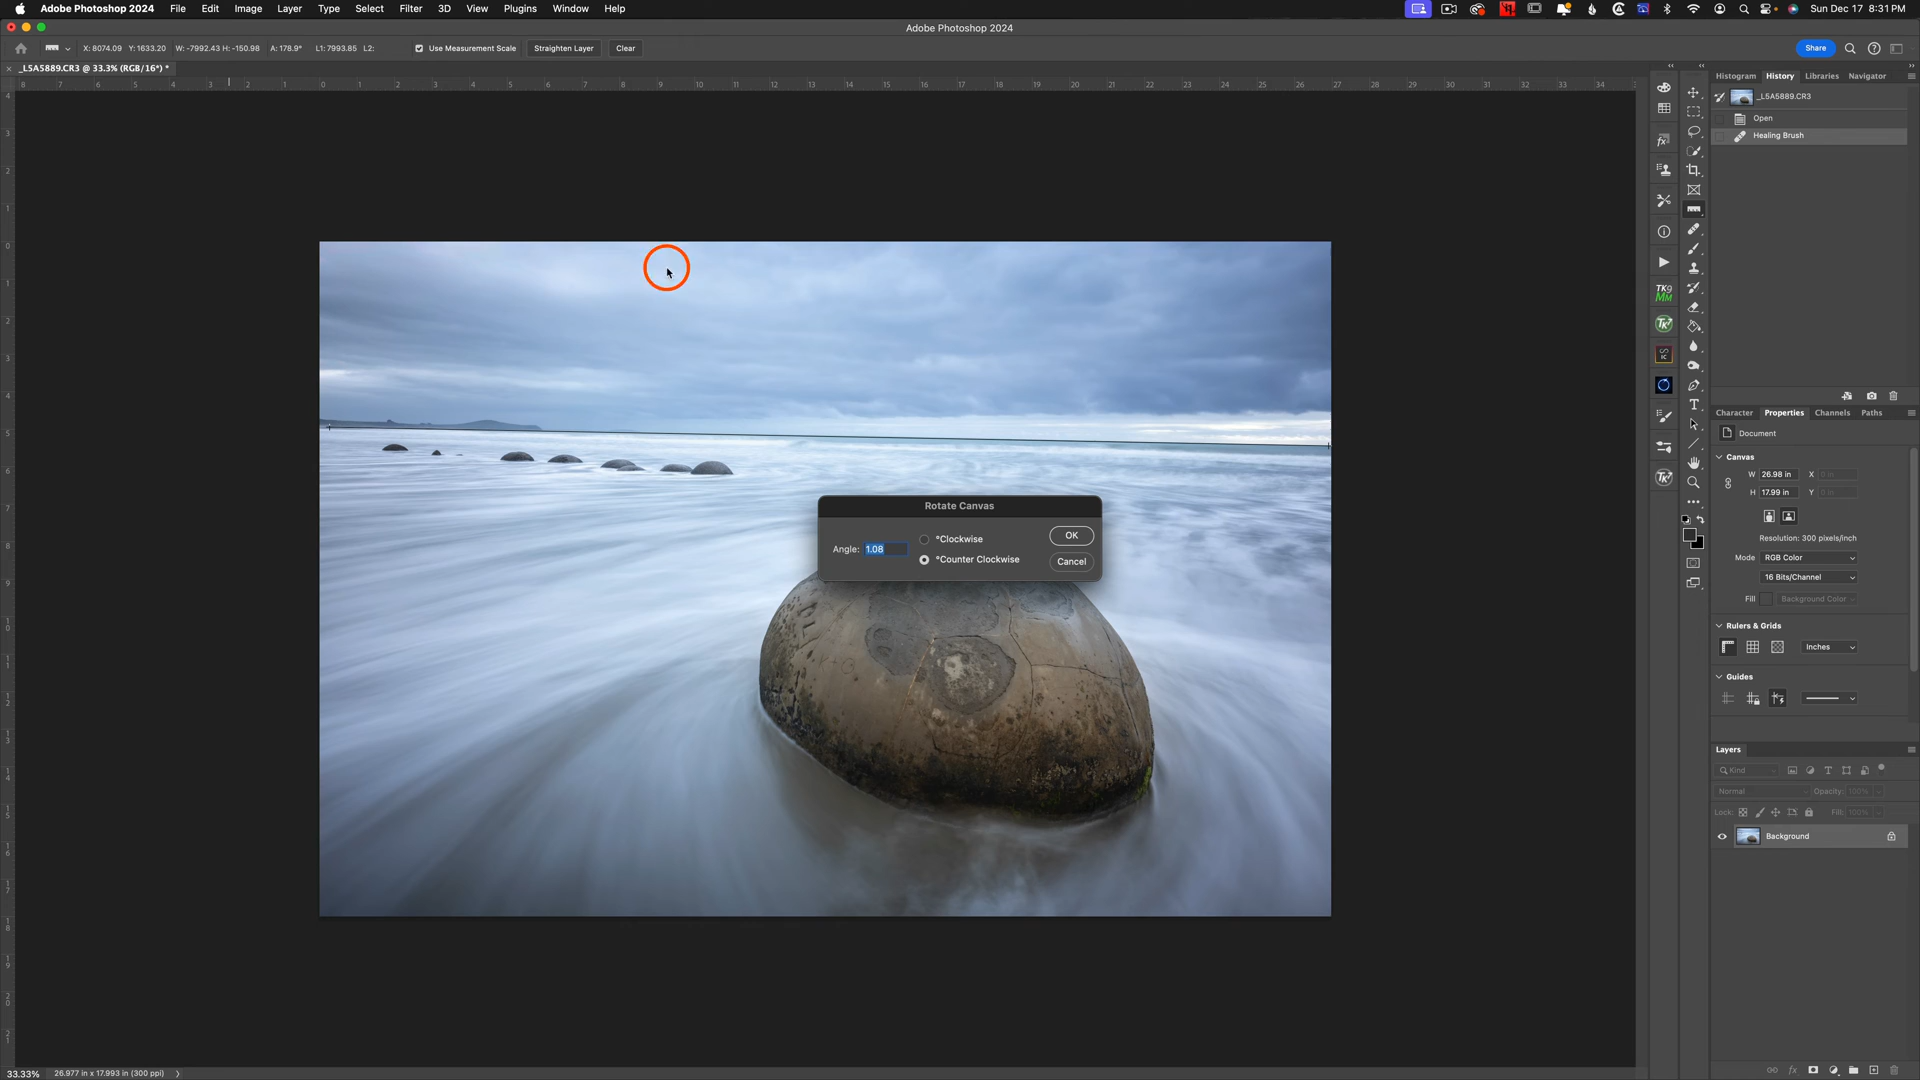 Adobe Photoshop 2024 File Edit Image Layer Type Select Filter 3D View Plugins Window Help Sun Dec 17 8:31 PM
Adobe Photoshop 2024
X: 8074.09 Y: 1633.20 W: -7992.43 H: -150.98 A: 178.9° L1: 7993.85 L2: Use Measurement Scale Straighten Layer Clear Share
_L5A5889.CR3 @ 33.3% (RGB/16*) *
Histogram History Libraries Navigator
_L5A5889.CR3
Open
Healing Brush
Character Properties Channels Paths
Document
Canvas
W 26.98 in X 0 in
H 17.99 in Y 0 in
Resolution: 300 pixels/inch
Mode RGB Color
16 Bits/Channel
Fill Background Color
Rulers & Grids
Inches
Guides
Layers
Kind
Normal Opacity: 100%
Lock: Fill: 100%
Background
Rotate Canvas
Angle: 1.08
°Clockwise
°Counter Clockwise
OK
Cancel
33.33% 26.977 in x 17.993 in (300 ppi)